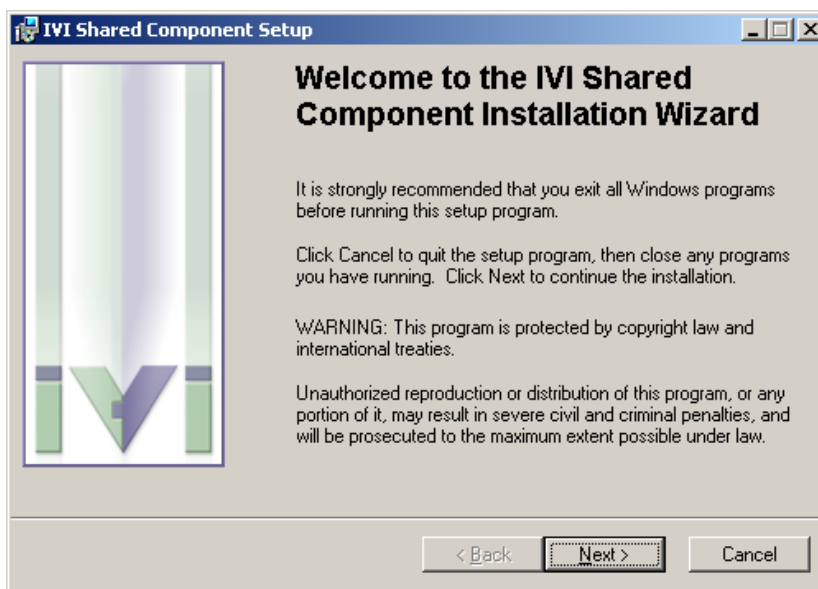 IVI Shared Component Setup
Welcome to the IVI Shared
Component Installation Wizard
It is strongly recommended that you exit all Windows programs
before running this setup program.
Click Cancel to quit the setup program, then close any programs
you have running.  Click Next to continue the installation.
WARNING: This program is protected by copyright law and
international treaties.
Unauthorized reproduction or distribution of this program, or any
portion of it, may result in severe civil and criminal penalties, and
will be prosecuted to the maximum extent possible under law.
ivi
< Back
Next >
Cancel